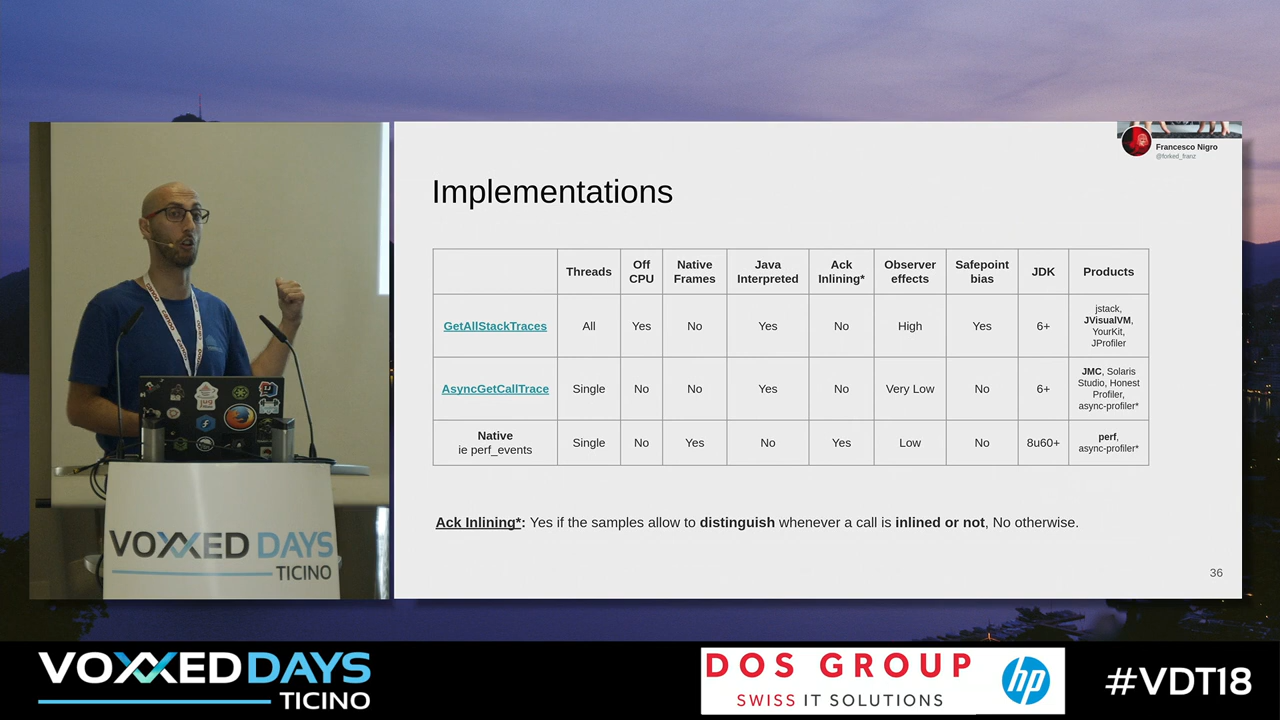 Francesco Nigro
@forked_franz
Implementations
Threads
Off
CPU
Native
Frames
Java
Interpreted
Ack
Inlining*
Observer
effects
Safepoint
bias
JDK
Products
GetAllStackTraces
All
Yes
No
Yes
No
High
Yes
6+
jstack,
JVisualVM,
YourKit,
JProfiler
AsyncGetCallTrace
Single
No
No
Yes
No
Very Low
No
6+
JMC, Solaris
Studio, Honest
Profiler,
async-profiler*
Native
ie perf_events
Single
No
Yes
No
Yes
Low
No
8u60+
perf,
async-profiler*
Ack Inlining*: Yes if the samples allow to distinguish whenever a call is inlined or not, No otherwise.
36
VOXXED DAYS
TICINO
VOXXED DAYS
TICINO
DOS GROUP
SWISS IT SOLUTIONS
hp
#VDT18